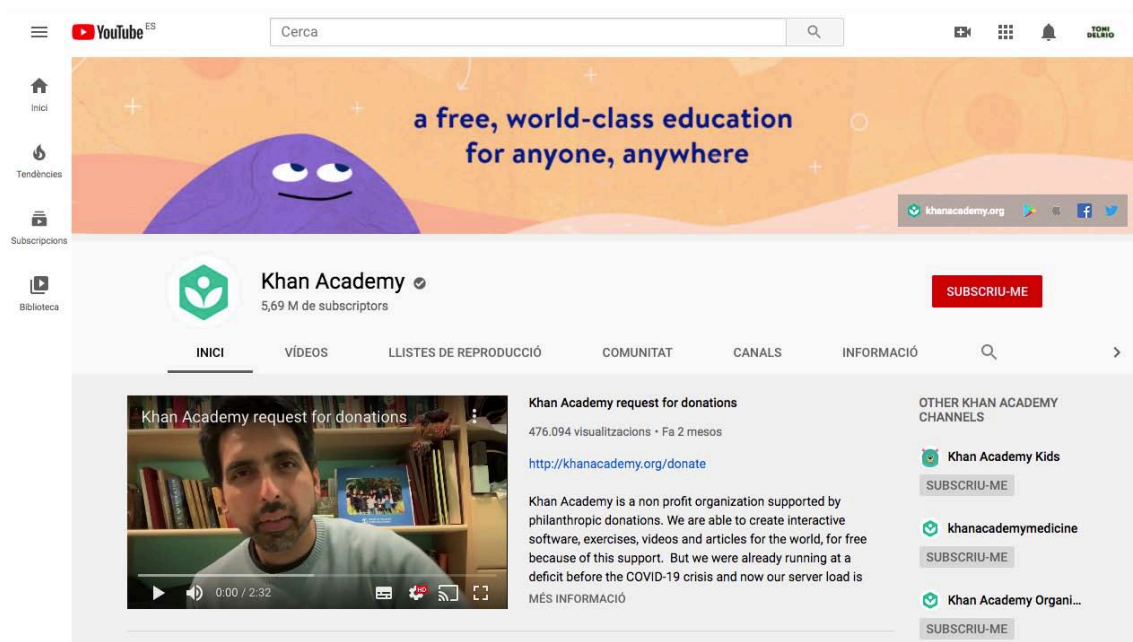 YouTube ES
Cerca
TOMI
DELRIO
Inici
Tendències
Subscripcions
Biblioteca
a free, world-class education
for anyone, anywhere
khanacademy.org
Khan Academy
5,69 M de subscriptors
SUBSCRIU-ME
INICI VÍDEOS LLISTES DE REPRODUCCIÓ COMUNITAT CANALS INFORMACIÓ
Khan Academy request for donations
0:00 / 2:32
HD
Khan Academy request for donations
476.094 visualitzacions • Fa 2 mesos
http://khanacademy.org/donate
Khan Academy is a non profit organization supported by
philanthropic donations. We are able to create interactive
software, exercises, videos and articles for the world, for free
because of this support. But we were already running at a
deficit before the COVID-19 crisis and now our server load is
MÉS INFORMACIÓ
OTHER KHAN ACADEMY
CHANNELS
Khan Academy Kids
SUBSCRIU-ME
khanacademymedicine
SUBSCRIU-ME
Khan Academy Organi...
SUBSCRIU-ME